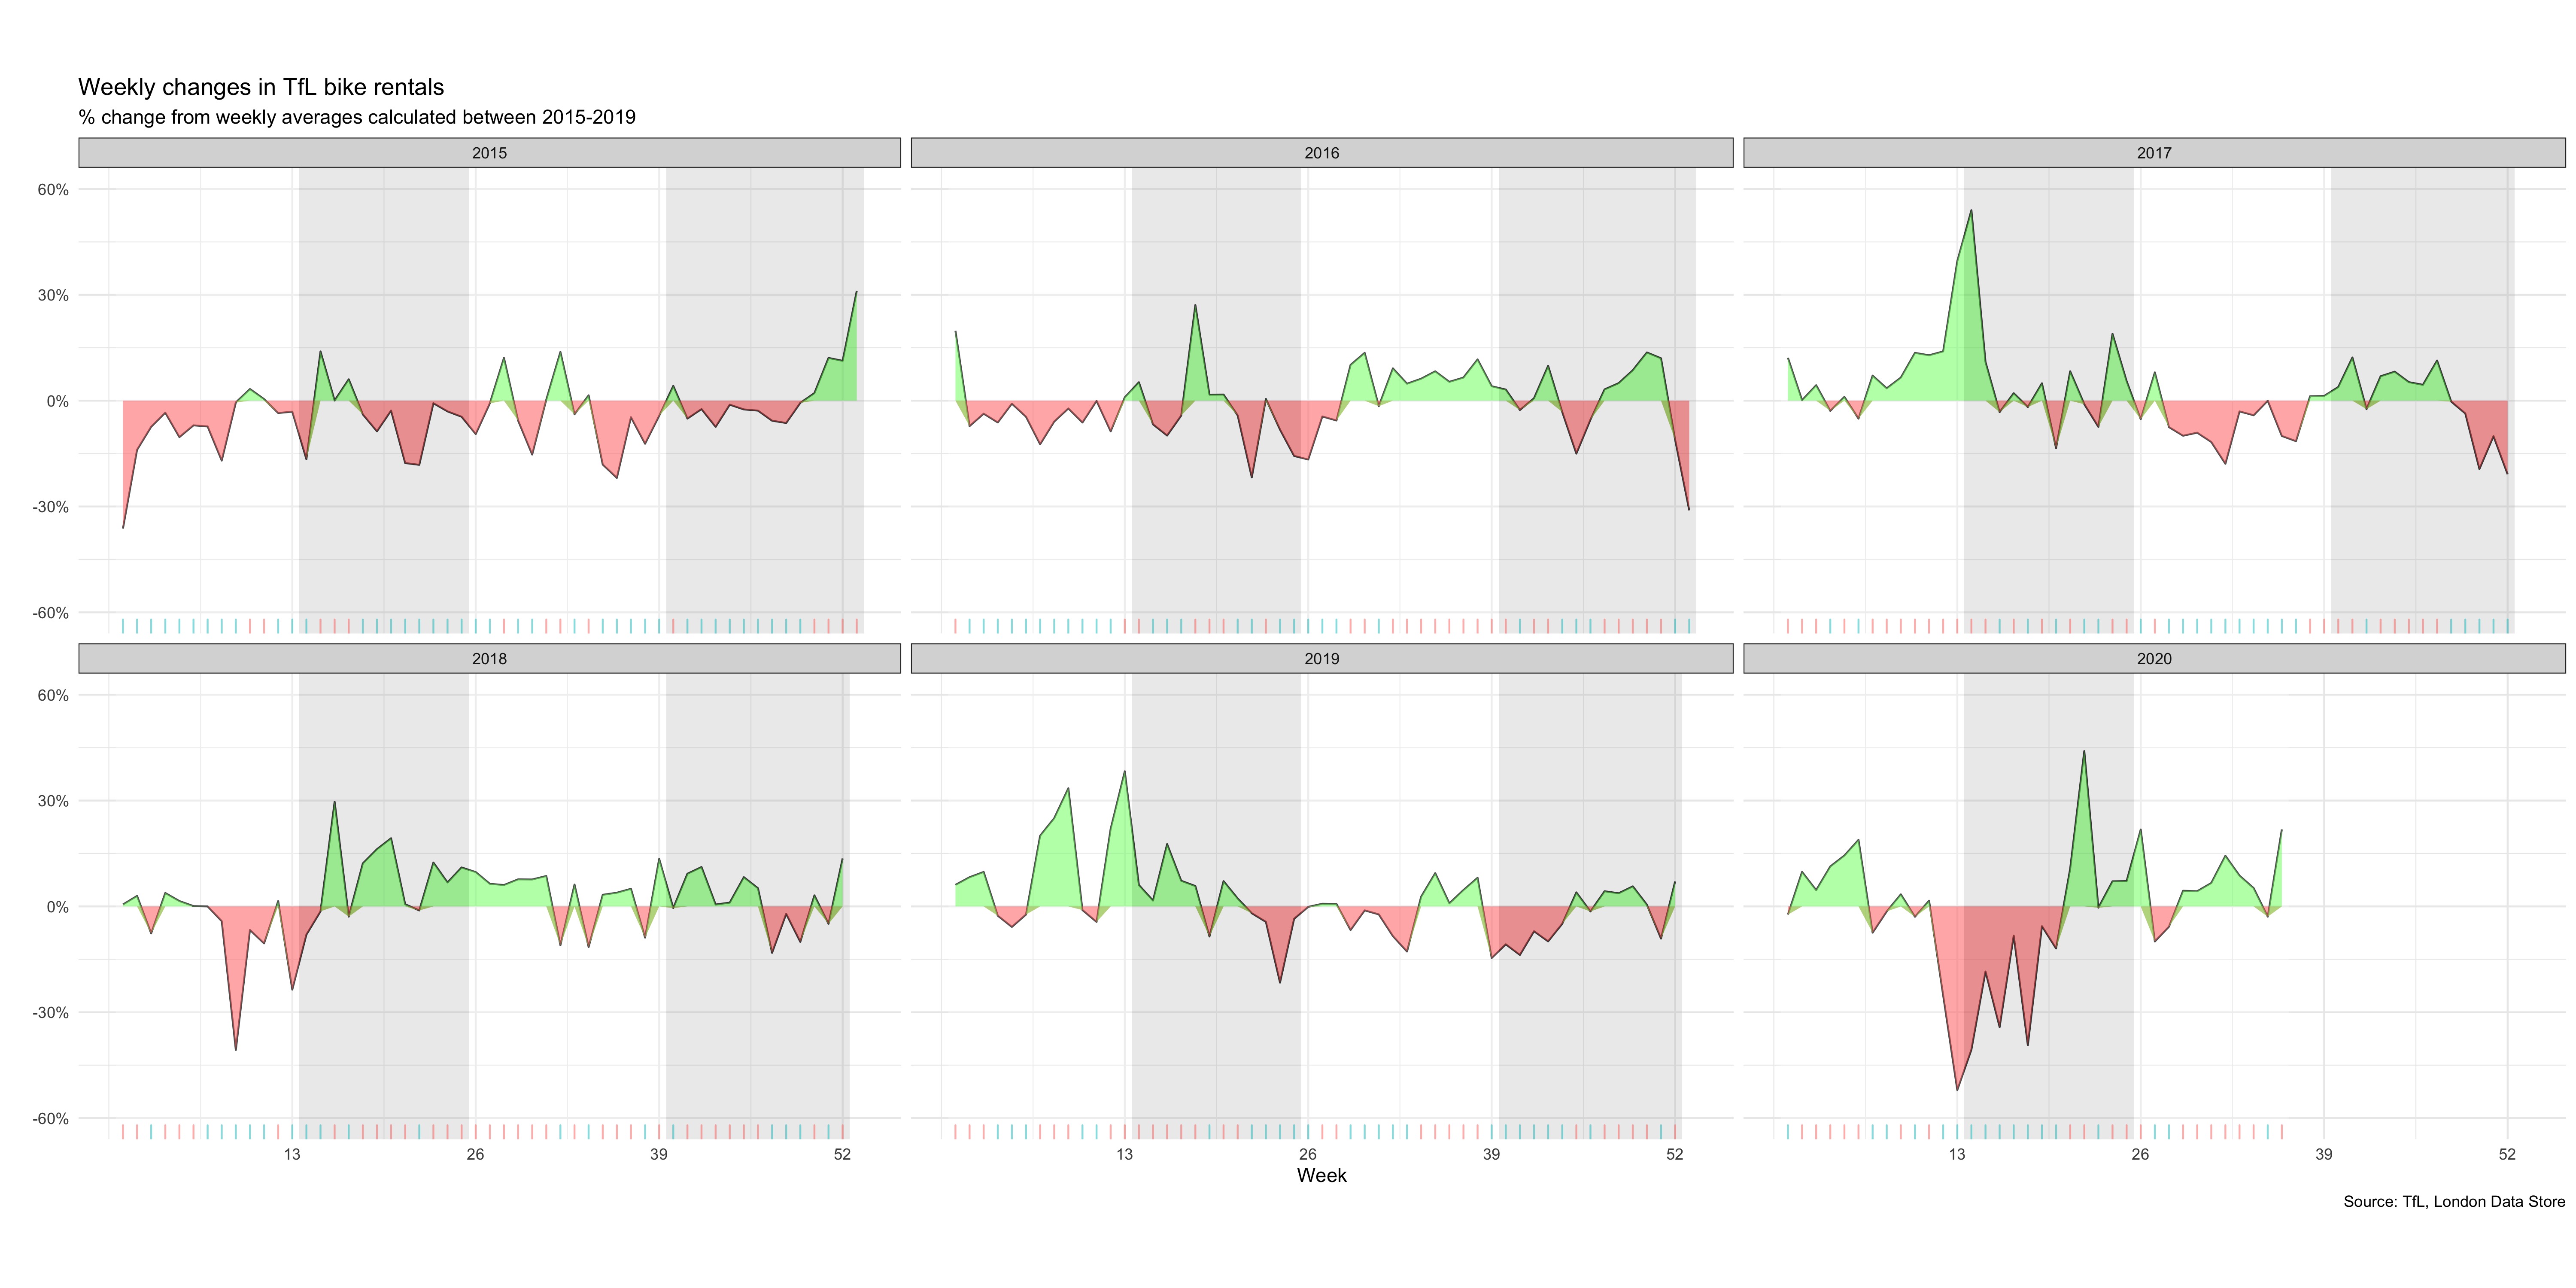 Weekly changes in TfL bike rentals
% change from weekly averages calculated between 2015-2019
2015
2016
2017
60%
30%
0%
-30%
-60%
2018
2019
2020
60%
30%
0%
-30%
-60%
13 26 39 52
13 26 39 52
13 26 39 52
Week
Source: TfL, London Data Store